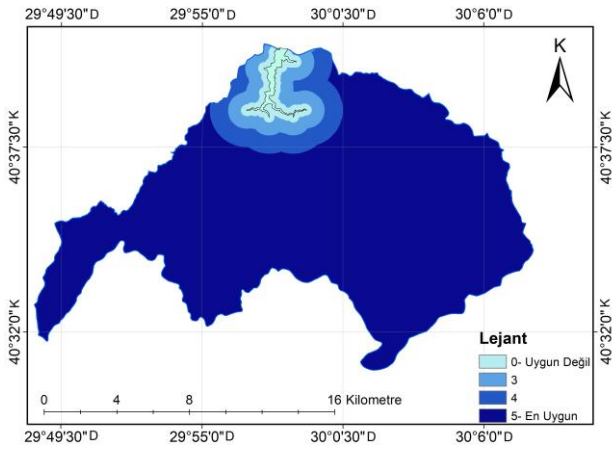 29°49'30"D 29°55'0"D 30°0'30"D 30°6'0"D
K
40°37'30"K 40°37'30"K
40°32'0"K 40°32'0"K
Lejant
0- Uygun Değil
3
4
5- En Uygun
0 4 8 16 Kilometre
29°49'30"D 29°55'0"D 30°0'30"D 30°6'0"D